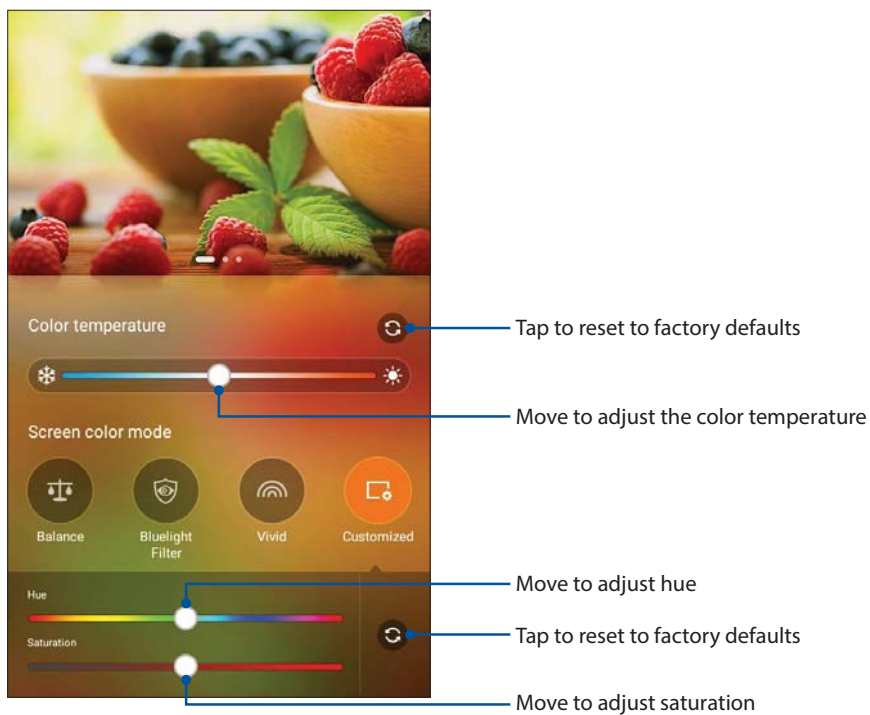 Color temperature
Tap to reset to factory defaults
Move to adjust the color temperature
Screen color mode
Balance
Bluelight
Filter
Vivid
Customized
Hue
Move to adjust hue
Tap to reset to factory defaults
Saturation
Move to adjust saturation